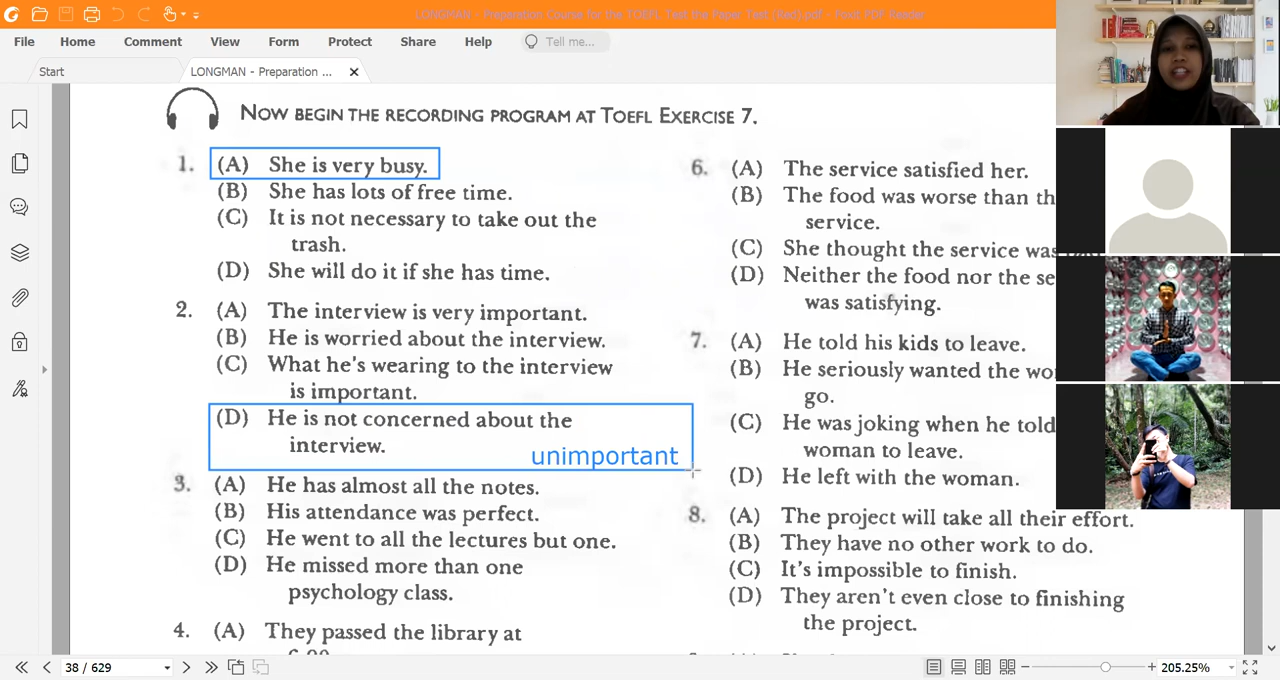 LONGMAN - Preparation Course for the TOEFL Test the Paper Test (Red).pdf - Foxit PDF Reader
File Home Comment View Form Protect Share Help Tell me...
Start LONGMAN - Preparation ...
NOW BEGIN THE RECORDING PROGRAM AT TOEFL EXERCISE 7.
1. (A) She is very busy.
(B) She has lots of free time.
(C) It is not necessary to take out the
trash.
(D) She will do it if she has time.
2. (A) The interview is very important.
(B) He is worried about the interview.
(C) What he's wearing to the interview
is important.
(D) He is not concerned about the
interview.
unimportant
3. (A) He has almost all the notes.
(B) His attendance was perfect.
(C) He went to all the lectures but one.
(D) He missed more than one
psychology class.
4. (A) They passed the library at
6. (A) The service satisfied her.
(B) The food was worse than th
service.
(C) She thought the service was
(D) Neither the food nor the se
was satisfying.
7. (A) He told his kids to leave.
(B) He seriously wanted the wo
go.
(C) He was joking when he told
woman to leave.
(D) He left with the woman.
8. (A) The project will take all their effort.
(B) They have no other work to do.
(C) It's impossible to finish.
(D) They aren't even close to finishing
the project.
38 / 629 205.25%